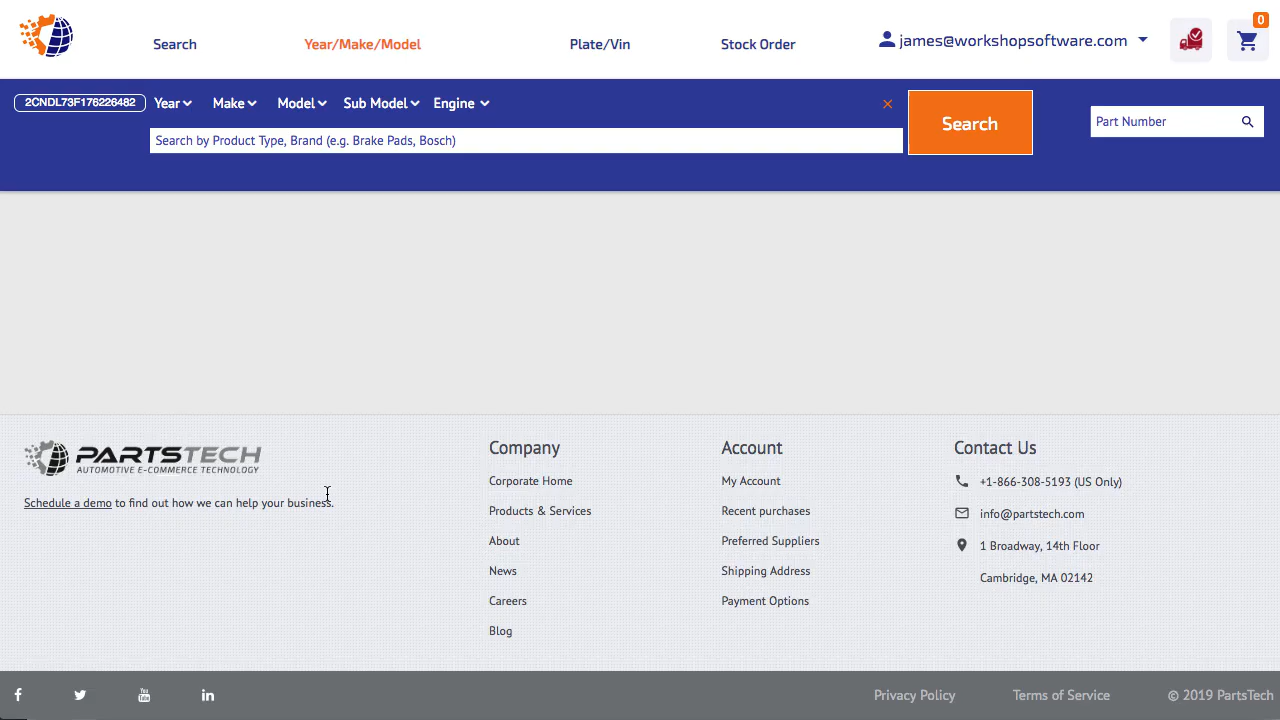 Search
Year/Make/Model
Plate/Vin
Stock Order
james@workshopsoftware.com
0
2CNDL73F176226482
Year
Make
Model
Sub Model
Engine
Search by Product Type, Brand (e.g. Brake Pads, Bosch)
Search
Part Number
PARTSTECH
AUTOMOTIVE E-COMMERCE TECHNOLOGY
Schedule a demo to find out how we can help your business.
Company
Corporate Home
Products & Services
About
News
Careers
Blog
Account
My Account
Recent purchases
Preferred Suppliers
Shipping Address
Payment Options
Contact Us
+1-866-308-5193 (US Only)
info@partstech.com
1 Broadway, 14th Floor
Cambridge, MA 02142
Privacy Policy
Terms of Service
© 2019 PartsTech